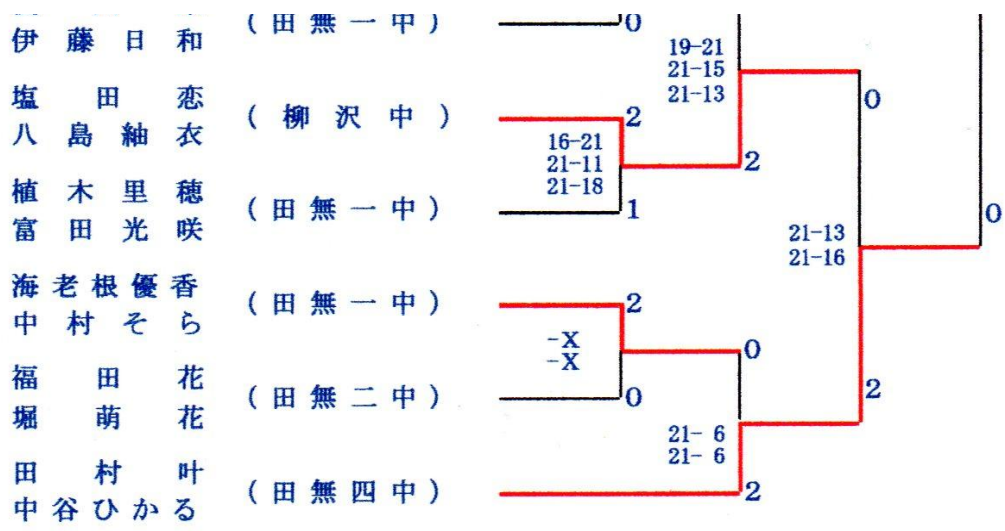 伊藤日和 (田無一中) 0
19-21
21-15
21-13
0
塩田恋
八島紬衣 (柳沢中) 2
16-21
21-11
21-18
2
植木里穂
富田光咲 (田無一中) 1
0
21-13
21-16
海老根優香
中村そら (田無一中) 2
-X
-X
0
福田花
堀萌花 (田無二中) 0
2
21- 6
21- 6
田村叶
中谷ひかる (田無四中) 2